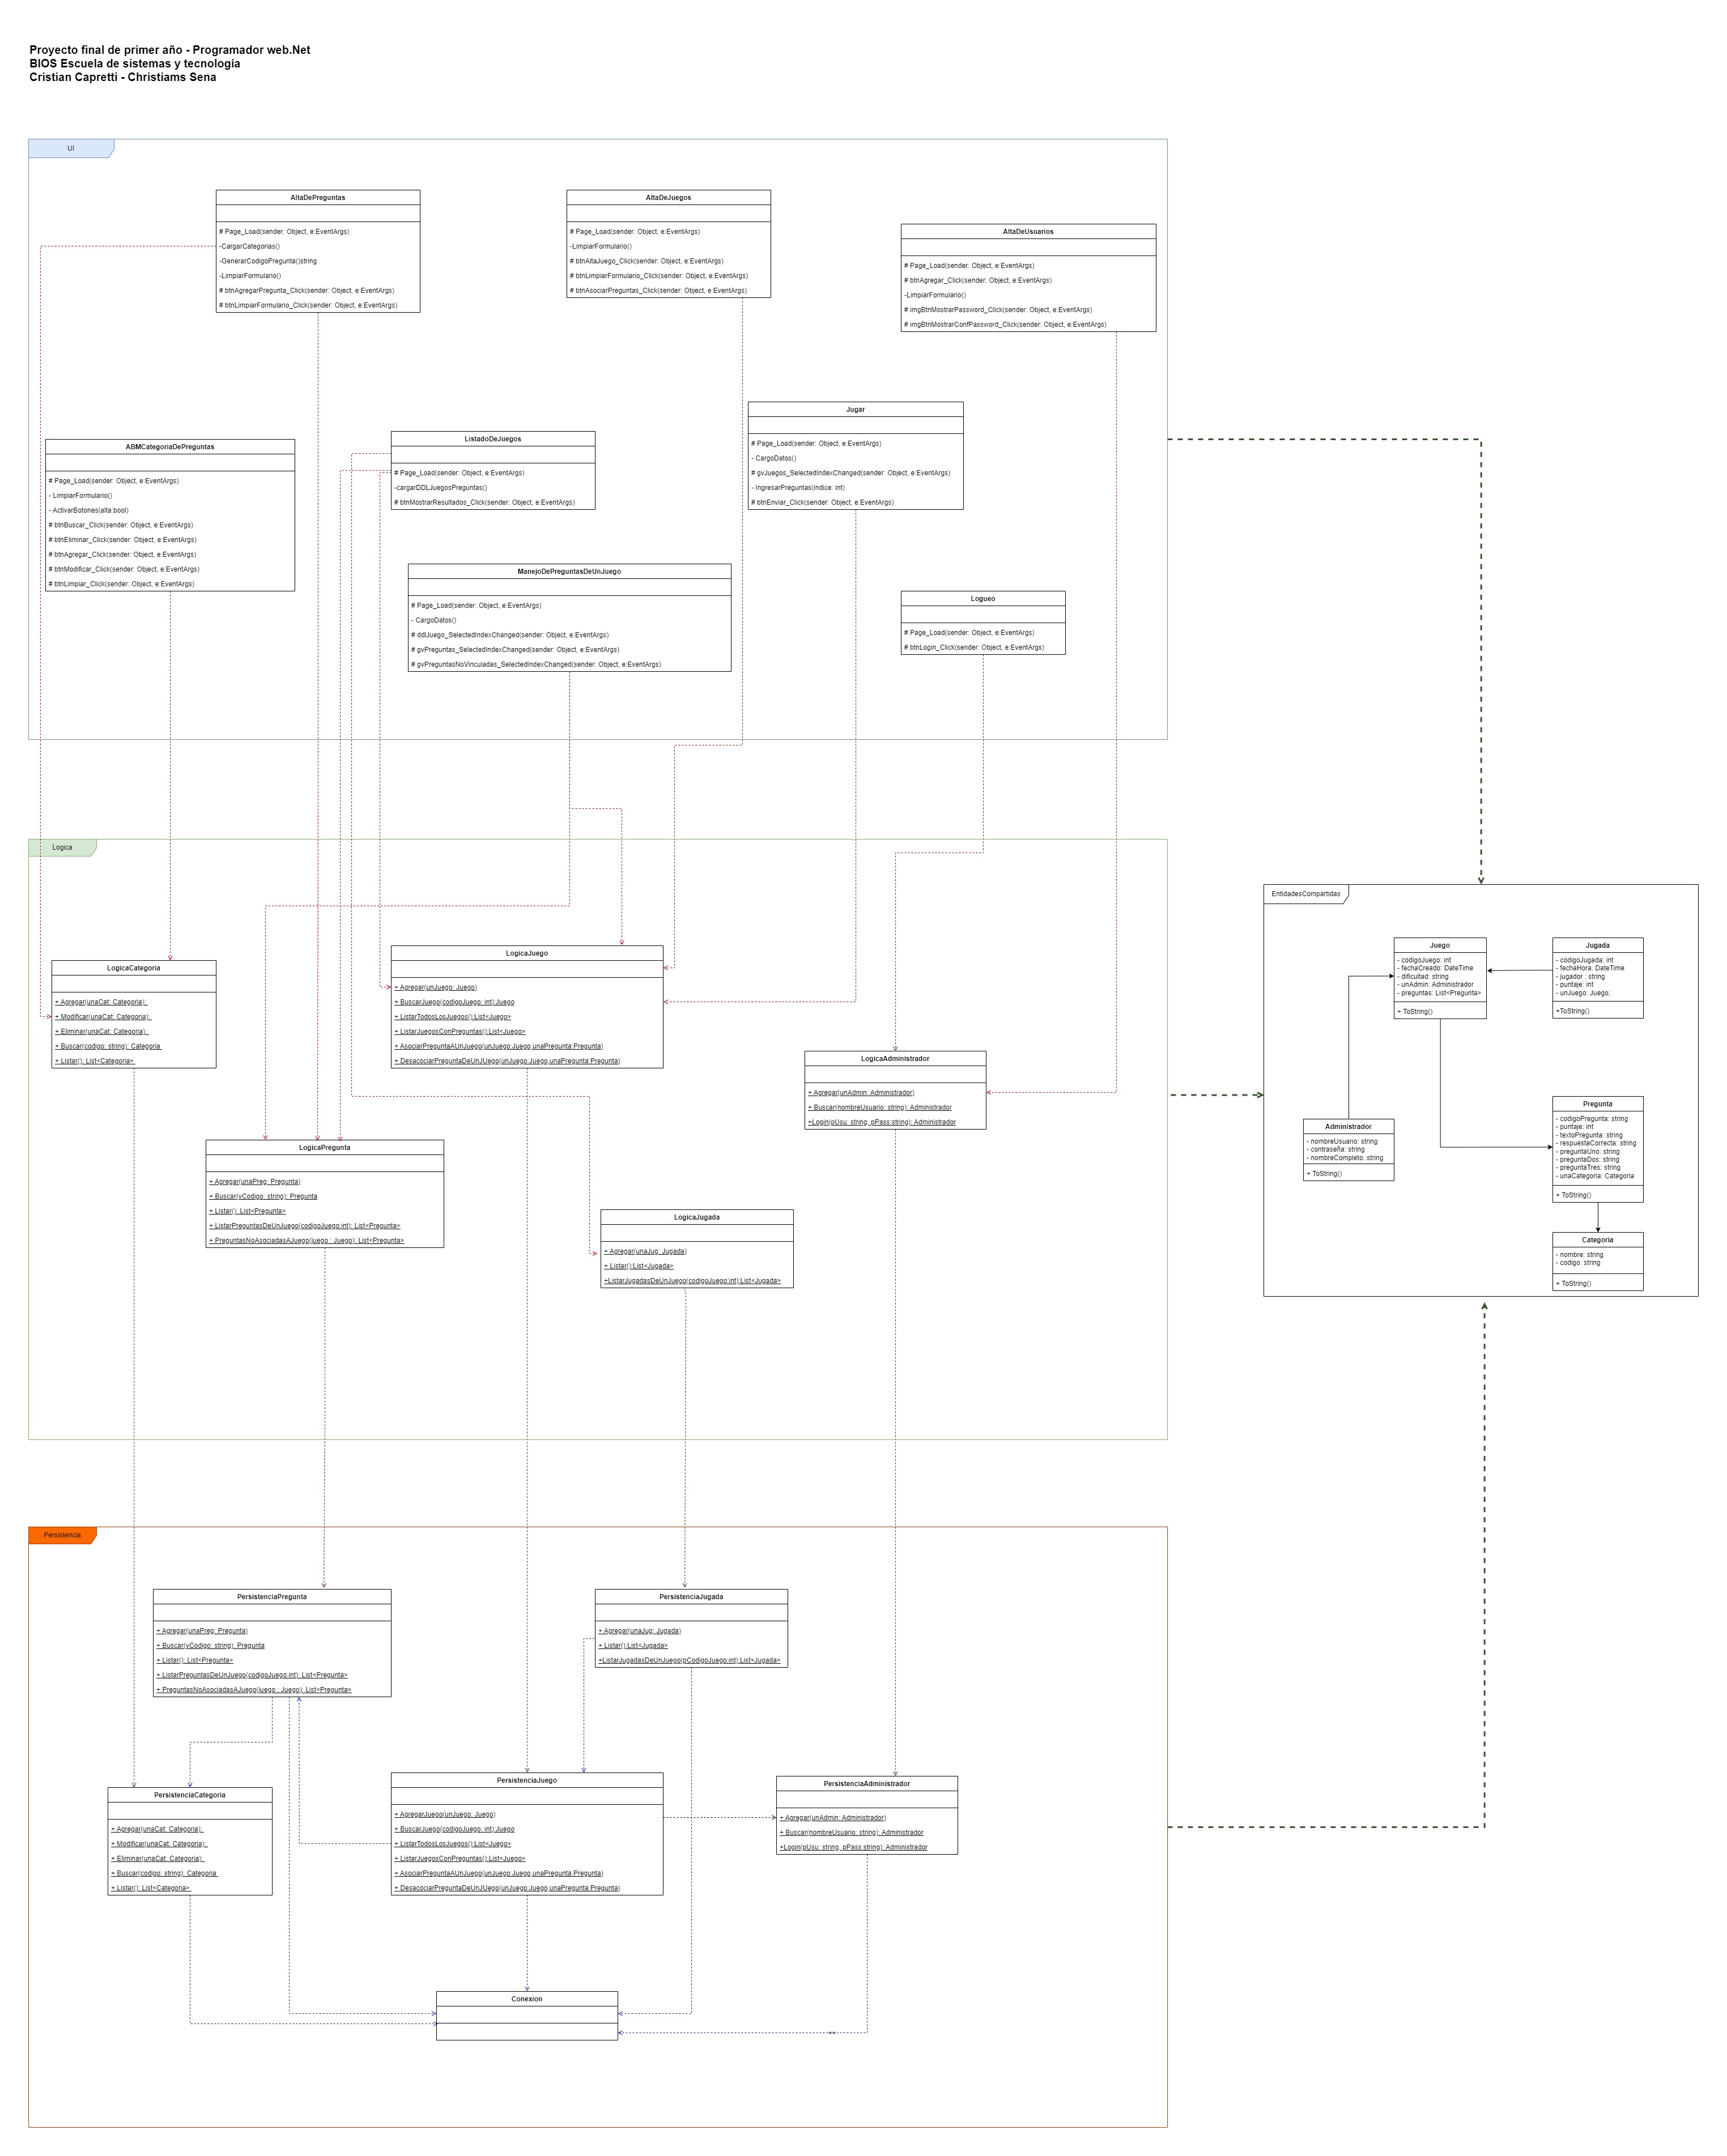 Proyecto final de primer año - Programador web.Net
BIOS Escuela de sistemas y tecnología
Cristian Capretti - Christiams Sena
UI
AltaDePreguntas
# Page_Load(sender: Object, e:EventArgs)
-CargarCategorias()
-GenerarCodigoPregunta()string
-LimpiarFormulario()
# btnAgregarPregunta_Click(sender: Object, e:EventArgs)
# btnLimpiarFormulario_Click(sender: Object, e:EventArgs)
AltaDeJuegos
# Page_Load(sender: Object, e:EventArgs)
-LimpiarFormulario()
# btnAltaJuego_Click(sender: Object, e:EventArgs)
# btnLimpiarFormulario_Click(sender: Object, e:EventArgs)
# btnAsociarPreguntas_Click(sender: Object, e:EventArgs)
AltaDeUsuarios
# Page_Load(sender: Object, e:EventArgs)
# btnAgregar_Click(sender: Object, e:EventArgs)
-LimpiarFormulario()
# imgBtnMostrarPassword_Click(sender: Object, e:EventArgs)
# imgBtnMostrarConfPassword_Click(sender: Object, e:EventArgs)
ABMCategoriaDePreguntas
# Page_Load(sender: Object, e:EventArgs)
- LimpiarFormulario()
- ActivarBotones(alta:bool)
# btnBuscar_Click(sender: Object, e:EventArgs)
# btnEliminar_Click(sender: Object, e:EventArgs)
# btnAgregar_Click(sender: Object, e:EventArgs)
# btnModificar_Click(sender: Object, e:EventArgs)
# btnLimpiar_Click(sender: Object, e:EventArgs)
ListadoDeJuegos
# Page_Load(sender: Object, e:EventArgs)
-cargarDDLJuegosPreguntas()
# btnMostrarResultados_Click(sender: Object, e:EventArgs)
Jugar
# Page_Load(sender: Object, e:EventArgs)
- CargoDatos()
# gvJuegos_SelectedIndexChanged(sender: Object, e:EventArgs)
- IngresarPreguntas(indice: int)
# btnEnviar_Click(sender: Object, e:EventArgs)
ManejoDePreguntasDeUnJuego
# Page_Load(sender: Object, e:EventArgs)
- CargoDatos()
# ddlJuego_SelectedIndexChanged(sender: Object, e:EventArgs)
# gvPreguntas_SelectedIndexChanged(sender: Object, e:EventArgs)
# gvPreguntasNoVinculadas_SelectedIndexChanged(sender: Object, e:EventArgs)
Logueo
# Page_Load(sender: Object, e:EventArgs)
# btnLogin_Click(sender: Object, e:EventArgs)
Logica
LogicaCategoria
+ Agregar(unaCat: Categoria):
+ Modificar(unaCat: Categoria):
+ Eliminar(unaCat: Categoria):
+ Buscar(codigo: string): Categoria
+ Listar(): List<Categoria>
LogicaJuego
+ Agregar(unJuego: Juego)
+ BuscarJuego(codigoJuego: int):Juego
+ ListarTodosLosJuegos():List<Juego>
+ ListarJuegosConPreguntas():List<Juego>
+ AsociarPreguntaAUnJuego(unJuego:Juego,unaPregunta:Pregunta)
+ DesacociarPreguntaDeUnJUego(unJuego:Juego,unaPregunta:Pregunta)
LogicaAdministrador
+ Agregar(unAdmin: Administrador)
+ Buscar(nombreUsuario: string): Administrador
+Login(pUsu: string, pPass:string): Administrador
LogicaPregunta
+ Agregar(unaPreg: Pregunta)
+ Buscar(vCodigo: string): Pregunta
+ Listar(): List<Pregunta>
+ ListarPreguntasDeUnJuego(codigoJuego:int): List<Pregunta>
+ PreguntasNoAsociadasAJuego(juego : Juego): List<Pregunta>
LogicaJugada
+ Agregar(unaJug: Jugada)
+ Listar():List<Jugada>
+ListarJugadasDeUnJuego(codigoJuego:int):List<Jugada>
EntidadesCompartidas
Juego
- codigoJuego: int
- fechaCreado: DateTime
- dificultad: string
- unAdmin: Administrador
- preguntas: List<Pregunta>
+ ToString()
Jugada
- codigoJugada: int
- fechaHora: DateTime
- jugador : string
- puntaje: int
- unJuego: Juego;
+ToString()
Administrador
- nombreUsuario: string
- contraseña: string
- nombreCompleto: string
+ ToString()
Pregunta
- codigoPregunta: string
- puntaje: int
- textoPregunta: string
- respuestaCorrecta: string
- preguntaUno: string
- preguntaDos: string
- preguntaTres: string
- unaCategoria: Categoria
+ ToString()
Categoria
- nombre: string
- codigo: string
+ ToString()
Persistencia
PersistenciaPregunta
+ Agregar(unaPreg: Pregunta)
+ Buscar(vCodigo: string): Pregunta
+ Listar(): List<Pregunta>
+ ListarPreguntasDeUnJuego(codigoJuego:int): List<Pregunta>
+ PreguntasNoAsociadasAJuego(juego : Juego): List<Pregunta>
PersistenciaJugada
+ Agregar(unaJug: Jugada)
+ Listar():List<Jugada>
+ListarJugadasDeUnJuego(pCodigoJuego:int):List<Jugada>
PersistenciaCategoria
+ Agregar(unaCat: Categoria):
+ Modificar(unaCat: Categoria):
+ Eliminar(unaCat: Categoria):
+ Buscar(codigo: string): Categoria
+ Listar(): List<Categoria>
PersistenciaJuego
+ AgregarJuego(unJuego: Juego)
+ BuscarJuego(codigoJuego: int):Juego
+ ListarTodosLosJuegos():List<Juego>
+ ListarJuegosConPreguntas():List<Juego>
+ AsociarPreguntaAUnJuego(unJuego:Juego,unaPregunta:Pregunta)
+ DesacociarPreguntaDeUnJUego(unJuego:Juego,unaPregunta:Pregunta)
PersistenciaAdministrador
+ Agregar(unAdmin: Administrador)
+ Buscar(nombreUsuario: string): Administrador
+Login(pUsu: string, pPass:string): Administrador
Conexion